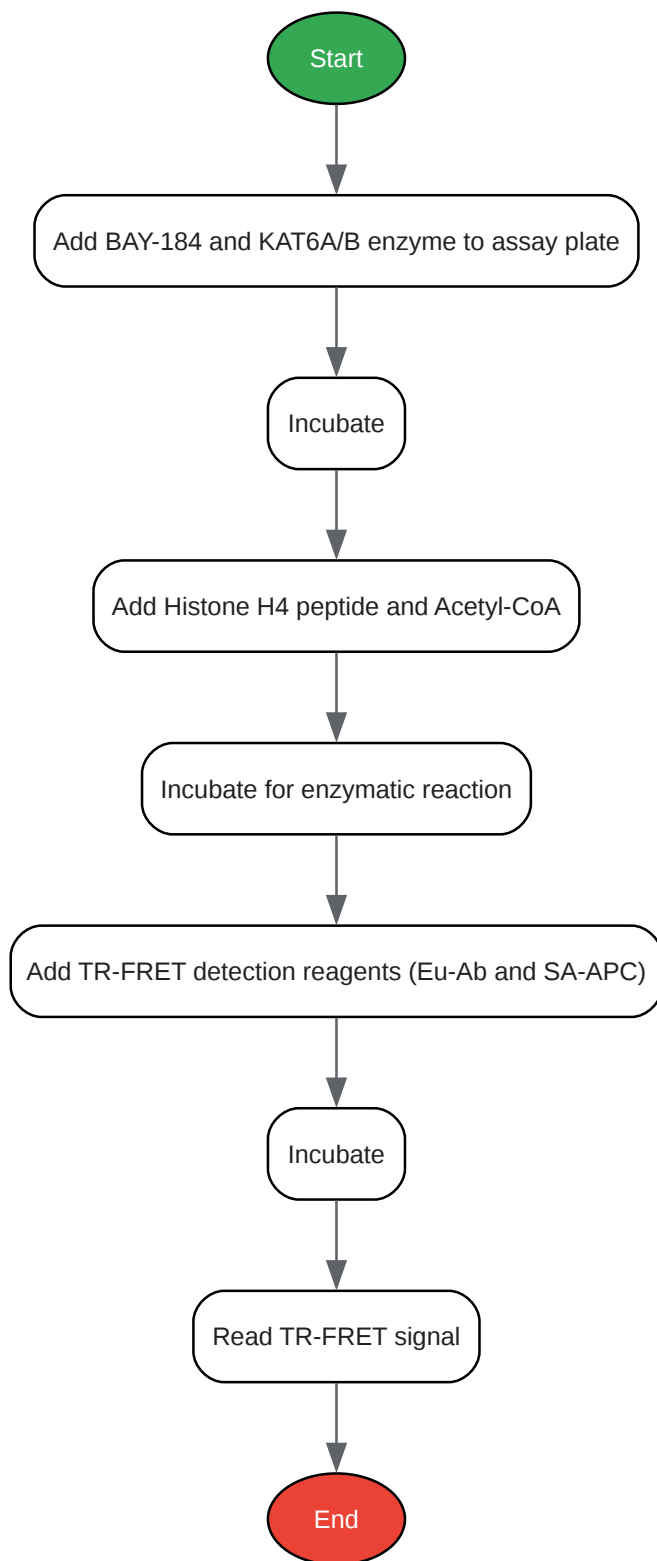 Start
Add BAY-184 and KAT6A/B enzyme to assay plate
Incubate
Add Histone H4 peptide and Acetyl-CoA
Incubate for enzymatic reaction
Add TR-FRET detection reagents (Eu-Ab and SA-APC)
Incubate
Read TR-FRET signal
End